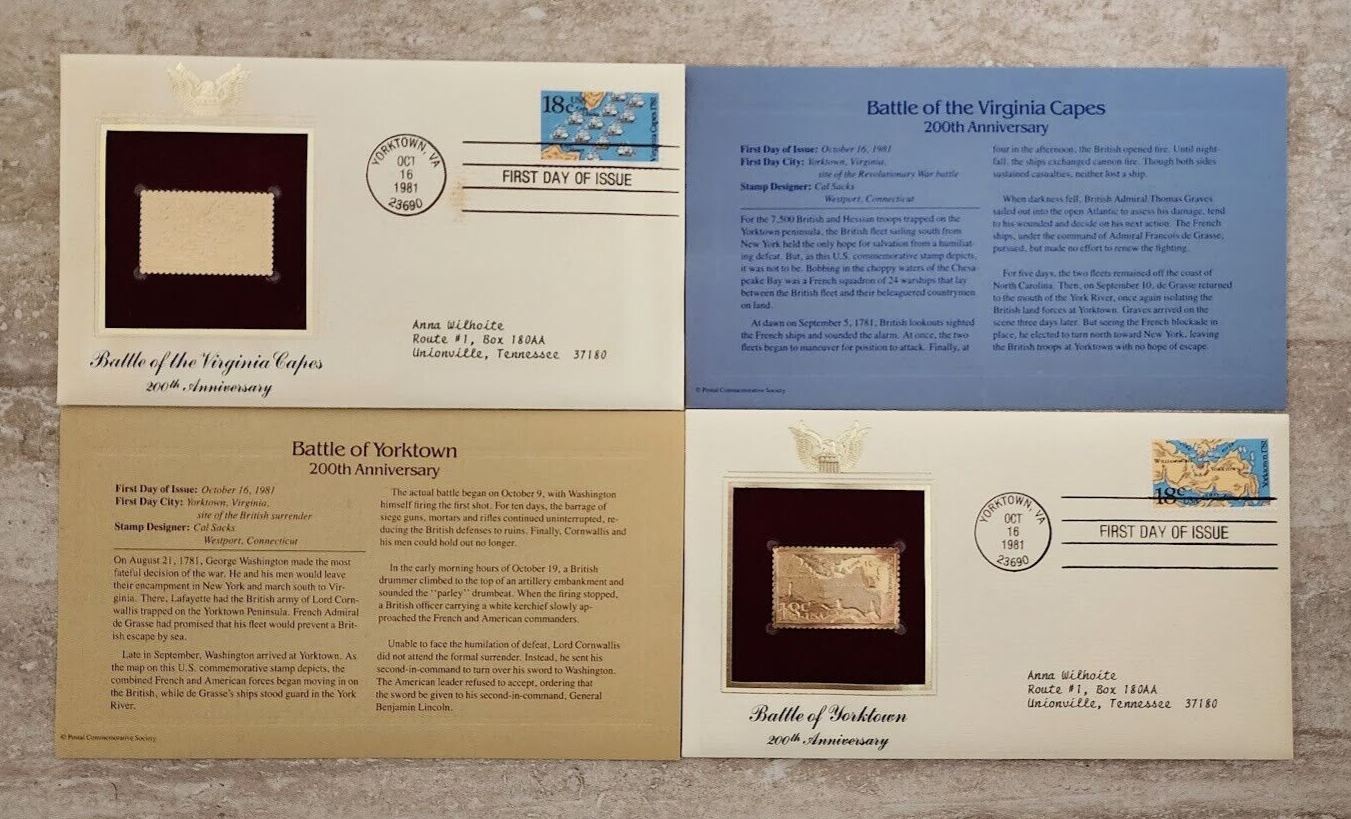 YORKTOWN, VA
OCT
16
1981
23690
18c USA
Virginia Capes 1781
FIRST DAY OF ISSUE
Anna Wilhoite
Route #1, Box 180AA
Unionville, Tennessee 37180
Battle of the Virginia Capes
200th Anniversary
Battle of the Virginia Capes
200th Anniversary
First Day of Issue: October 16, 1981
First Day City: Yorktown, Virginia,
site of the Revolutionary War battle
Stamp Designer: Cal Sacks
Westport, Connecticut
For the 7,500 British and Hessian troops trapped on the
Yorktown peninsula, the British fleet sailing south from
New York held the only hope for salvation from a humiliat-
ing defeat. But, as this U.S. commemorative stamp depicts,
it was not to be. Bobbing in the choppy waters of the Chesa-
peake Bay was a French squadron of 24 warships that lay
between the British fleet and their beleaguered countrymen
on land.
At dawn on September 5, 1781, British lookouts sighted
the French ships and sounded the alarm. At once, the two
fleets began to maneuver for position to attack. Finally, at
four in the afternoon, the British opened fire. Until night-
fall, the ships exchanged cannon fire. Though both sides
sustained casualties, neither lost a ship.
When darkness fell, British Admiral Thomas Graves
sailed out into the open Atlantic to assess his damage, tend
to his wounded and decide on his next action. The French
ships, under the command of Admiral Francois de Grasse,
pursued, but made no effort to renew the fighting.
For five days, the two fleets remained off the coast of
North Carolina. Then, on September 10, de Grasse returned
to the mouth of the York River, once again isolating the
British land forces at Yorktown. Graves arrived on the
scene three days later. But seeing the French blockade in
place, he elected to turn north toward New York, leaving
the British troops at Yorktown with no hope of escape.
© Postal Commemorative Society
Battle of Yorktown
200th Anniversary
First Day of Issue: October 16, 1981
First Day City: Yorktown, Virginia,
site of the British surrender
Stamp Designer: Cal Sacks
Westport, Connecticut
On August 21, 1781, George Washington made the most
fateful decision of the war. He and his men would leave
their encampment in New York and march south to Vir-
ginia. There, Lafayette had the British army of Lord Corn-
wallis trapped on the Yorktown Peninsula. French Admiral
de Grasse had promised that his fleet would prevent a Brit-
ish escape by sea.
Late in September, Washington arrived at Yorktown. As
the map on this U.S. commemorative stamp depicts, the
combined French and American forces began moving in on
the British, while de Grasse's ships stood guard in the York
River.
The actual battle began on October 9, with Washington
himself firing the first shot. For ten days, the barrage of
siege guns, mortars and rifles continued uninterrupted, re-
ducing the British defenses to ruins. Finally, Cornwallis and
his men could hold out no longer.
In the early morning hours of October 19, a British
drummer climbed to the top of an artillery embankment and
sounded the "parley" drumbeat. When the firing stopped,
a British officer carrying a white kerchief slowly ap-
proached the French and American commanders.
Unable to face the humilation of defeat, Lord Cornwallis
did not attend the formal surrender. Instead, he sent his
second-in-command to turn over his sword to Washington.
The American leader refused to accept, ordering that
the sword be given to his second-in-command, General
Benjamin Lincoln.
© Postal Commemorative Society
YORKTOWN, VA
OCT
16
1981
23690
WILLIAMSBURG
YORKTOWN
18c
Yorktown 1781
FIRST DAY OF ISSUE
18c
Anna Wilhoite
Route #1, Box 180AA
Unionville, Tennessee 37180
Battle of Yorktown
200th Anniversary